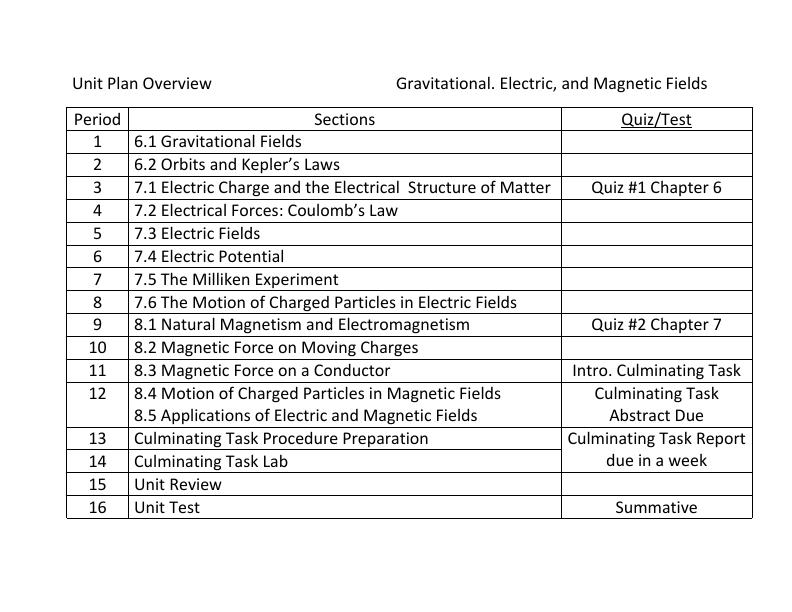 Unit Plan Overview Gravitational. Electric, and Magnetic Fields
Period Sections Quiz/Test
1 6.1 Gravitational Fields
2 6.2 Orbits and Kepler’s Laws
3 7.1 Electric Charge and the Electrical Structure of Matter Quiz #1 Chapter 6
4 7.2 Electrical Forces: Coulomb’s Law
5 7.3 Electric Fields
6 7.4 Electric Potential
7 7.5 The Milliken Experiment
8 7.6 The Motion of Charged Particles in Electric Fields
9 8.1 Natural Magnetism and Electromagnetism Quiz #2 Chapter 7
10 8.2 Magnetic Force on Moving Charges
11 8.3 Magnetic Force on a Conductor Intro. Culminating Task
12 8.4 Motion of Charged Particles in Magnetic Fields Culminating Task
8.5 Applications of Electric and Magnetic Fields Abstract Due
13 Culminating Task Procedure Preparation Culminating Task Report
14 Culminating Task Lab due in a week
15 Unit Review
16 Unit Test Summative